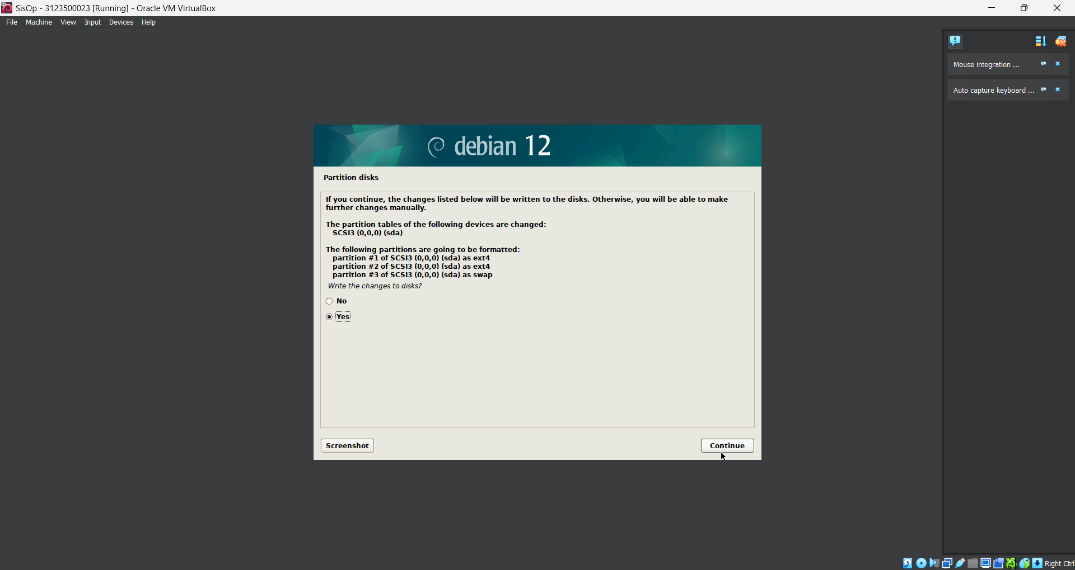 SisOp - 3123500023 [Running] - Oracle VM VirtualBox
File Machine View Input Devices Help
Mouse integration ...
Auto capture keyboard ...
debian 12
Partition disks
If you continue, the changes listed below will be written to the disks. Otherwise, you will be able to make
further changes manually.
The partition tables of the following devices are changed:
SCSI3 (0,0,0) (sda)
The following partitions are going to be formatted:
partition #1 of SCSI3 (0,0,0) (sda) as ext4
partition #2 of SCSI3 (0,0,0) (sda) as ext4
partition #3 of SCSI3 (0,0,0) (sda) as swap
Write the changes to disks?
No
Yes
Screenshot Continue
Right Ctrl